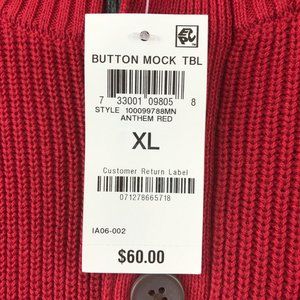 BUTTON MOCK TBL
7 33001 09805 8
STYLE 100099788MN
ANTHEM RED
XL
Customer Return Label
071278665718
IA06-002
$60.00